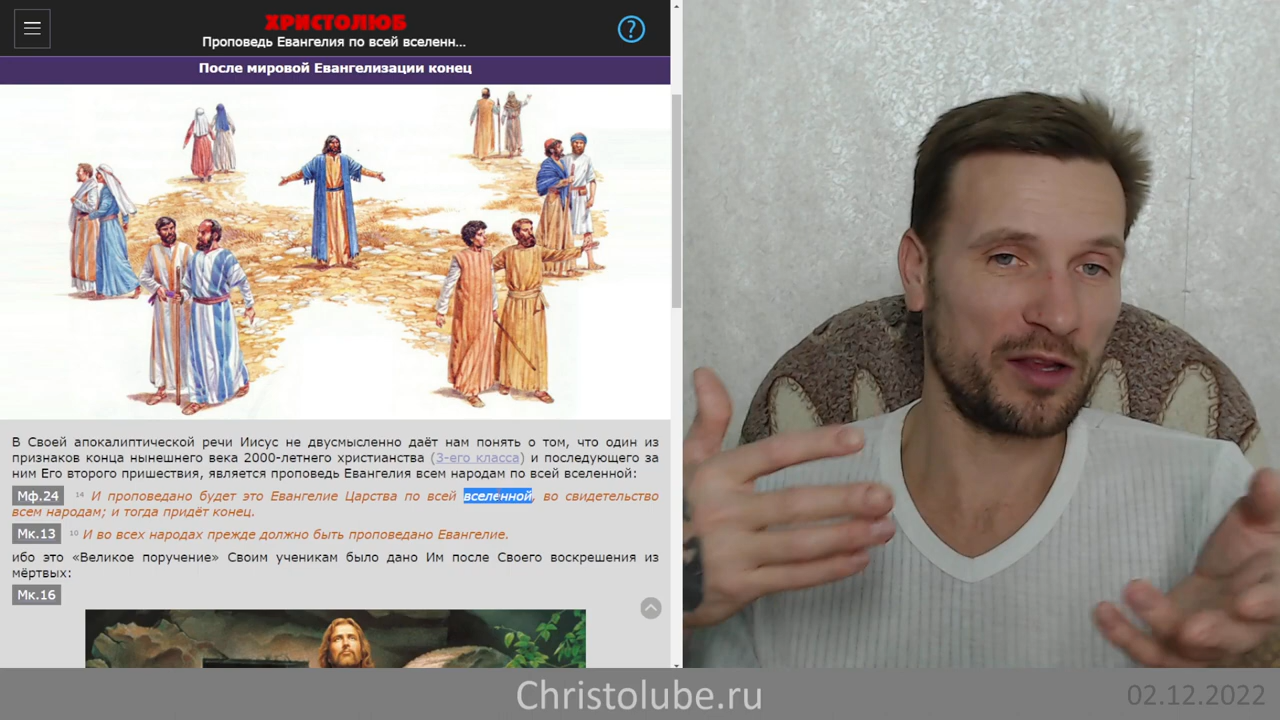 ХРИСТОЛЮБ
Проповедь Евангелия по всей вселенн...
?
После мировой Евангелизации конец
В Своей апокалиптической речи Иисус не двусмысленно даёт нам понять о том, что один из
признаков конца нынешнего века 2000-летнего христианства (3-его класса) и последующего за
ним Его второго пришествия, является проповедь Евангелия всем народам по всей вселенной:
Мф.24 14 И проповедано будет это Евангелие Царства по всей вселенной, во свидетельство
всем народам; и тогда придёт конец.
Мк.13 10 И во всех народах прежде должно быть проповедано Евангелие.
ибо это «Великое поручение» Своим ученикам было дано Им после Своего воскрешения из
мёртвых:
Мк.16
Christolube.ru
02.12.2022